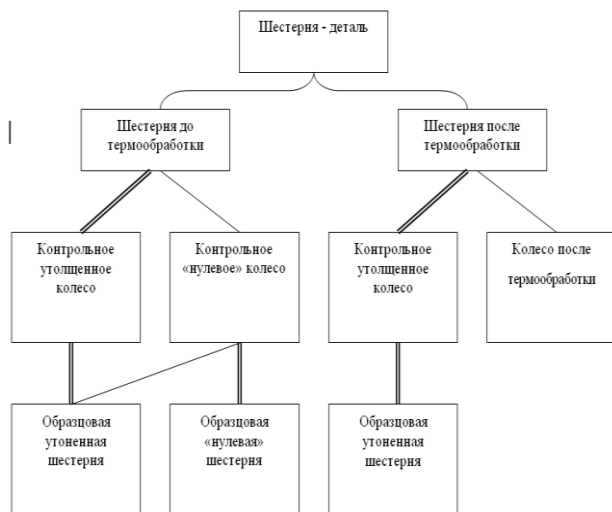 Шестерня - деталь
Шестерня до
термообработки
Шестерня после
термообработки
Контрольное
утолщенное
колесо
Контрольное
«нулевое» колесо
Контрольное
утолщенное
колесо
Колесо после
термообработки
Образцовая
утоненная
шестерня
Образцовая
«нулевая»
шестерня
Образцовая
утоненная
шестерня